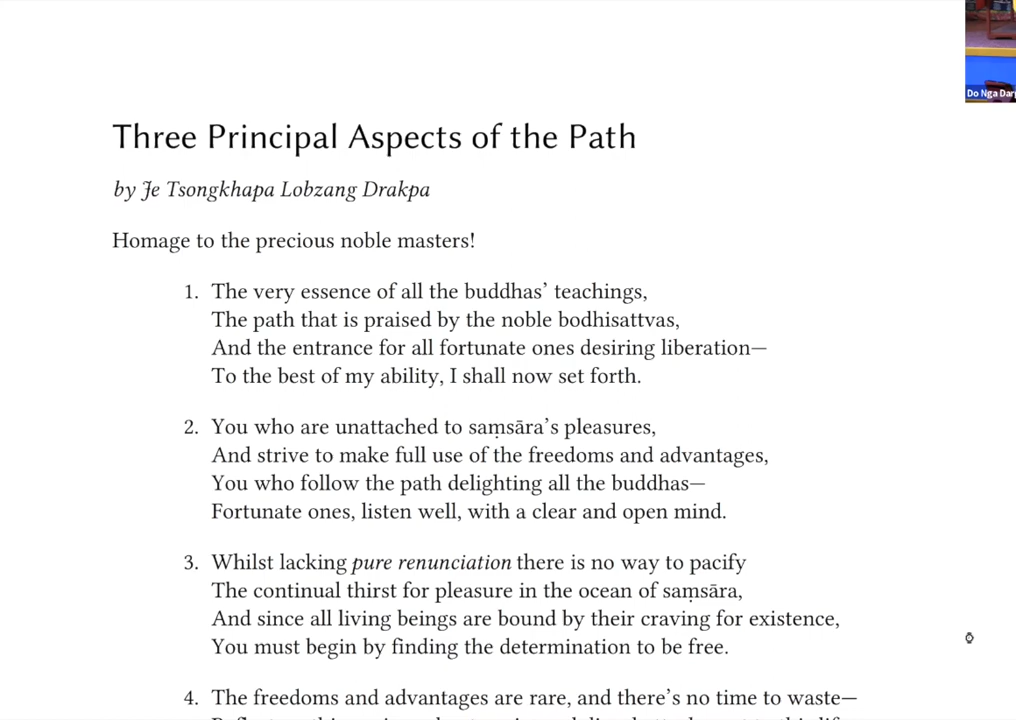 Do Nga Dar
Three Principal Aspects of the Path
by Je Tsongkhapa Lobzang Drakpa
Homage to the precious noble masters!
1. The very essence of all the buddhas’ teachings,
The path that is praised by the noble bodhisattvas,
And the entrance for all fortunate ones desiring liberation—
To the best of my ability, I shall now set forth.
2. You who are unattached to saṃsāra’s pleasures,
And strive to make full use of the freedoms and advantages,
You who follow the path delighting all the buddhas—
Fortunate ones, listen well, with a clear and open mind.
3. Whilst lacking pure renunciation there is no way to pacify
The continual thirst for pleasure in the ocean of saṃsāra,
And since all living beings are bound by their craving for existence,
You must begin by finding the determination to be free.
4. The freedoms and advantages are rare, and there’s no time to waste—